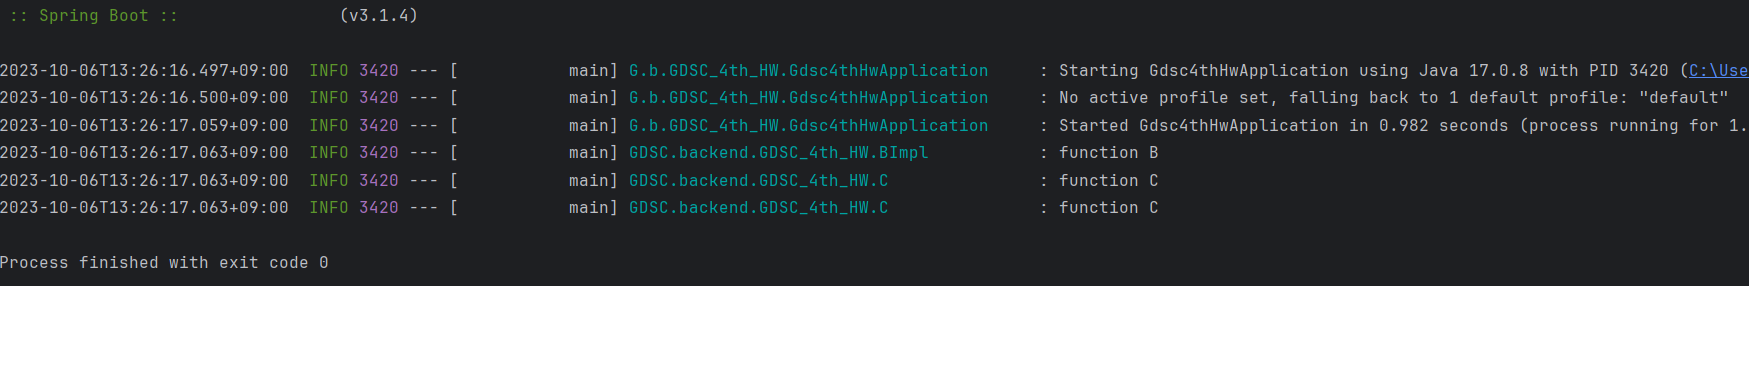 :: Spring Boot ::                (v3.1.4)
2023-10-06T13:26:16.497+09:00  INFO 3420 --- [           main] G.b.GDSC_4th_HW.Gdsc4thHwApplication     : Starting Gdsc4thHwApplication using Java 17.0.8 with PID 3420 (C:\Use
2023-10-06T13:26:16.500+09:00  INFO 3420 --- [           main] G.b.GDSC_4th_HW.Gdsc4thHwApplication     : No active profile set, falling back to 1 default profile: "default"
2023-10-06T13:26:17.059+09:00  INFO 3420 --- [           main] G.b.GDSC_4th_HW.Gdsc4thHwApplication     : Started Gdsc4thHwApplication in 0.982 seconds (process running for 1.
2023-10-06T13:26:17.063+09:00  INFO 3420 --- [           main] GDSC.backend.GDSC_4th_HW.BImpl           : function B
2023-10-06T13:26:17.063+09:00  INFO 3420 --- [           main] GDSC.backend.GDSC_4th_HW.C               : function C
2023-10-06T13:26:17.063+09:00  INFO 3420 --- [           main] GDSC.backend.GDSC_4th_HW.C               : function C
Process finished with exit code 0